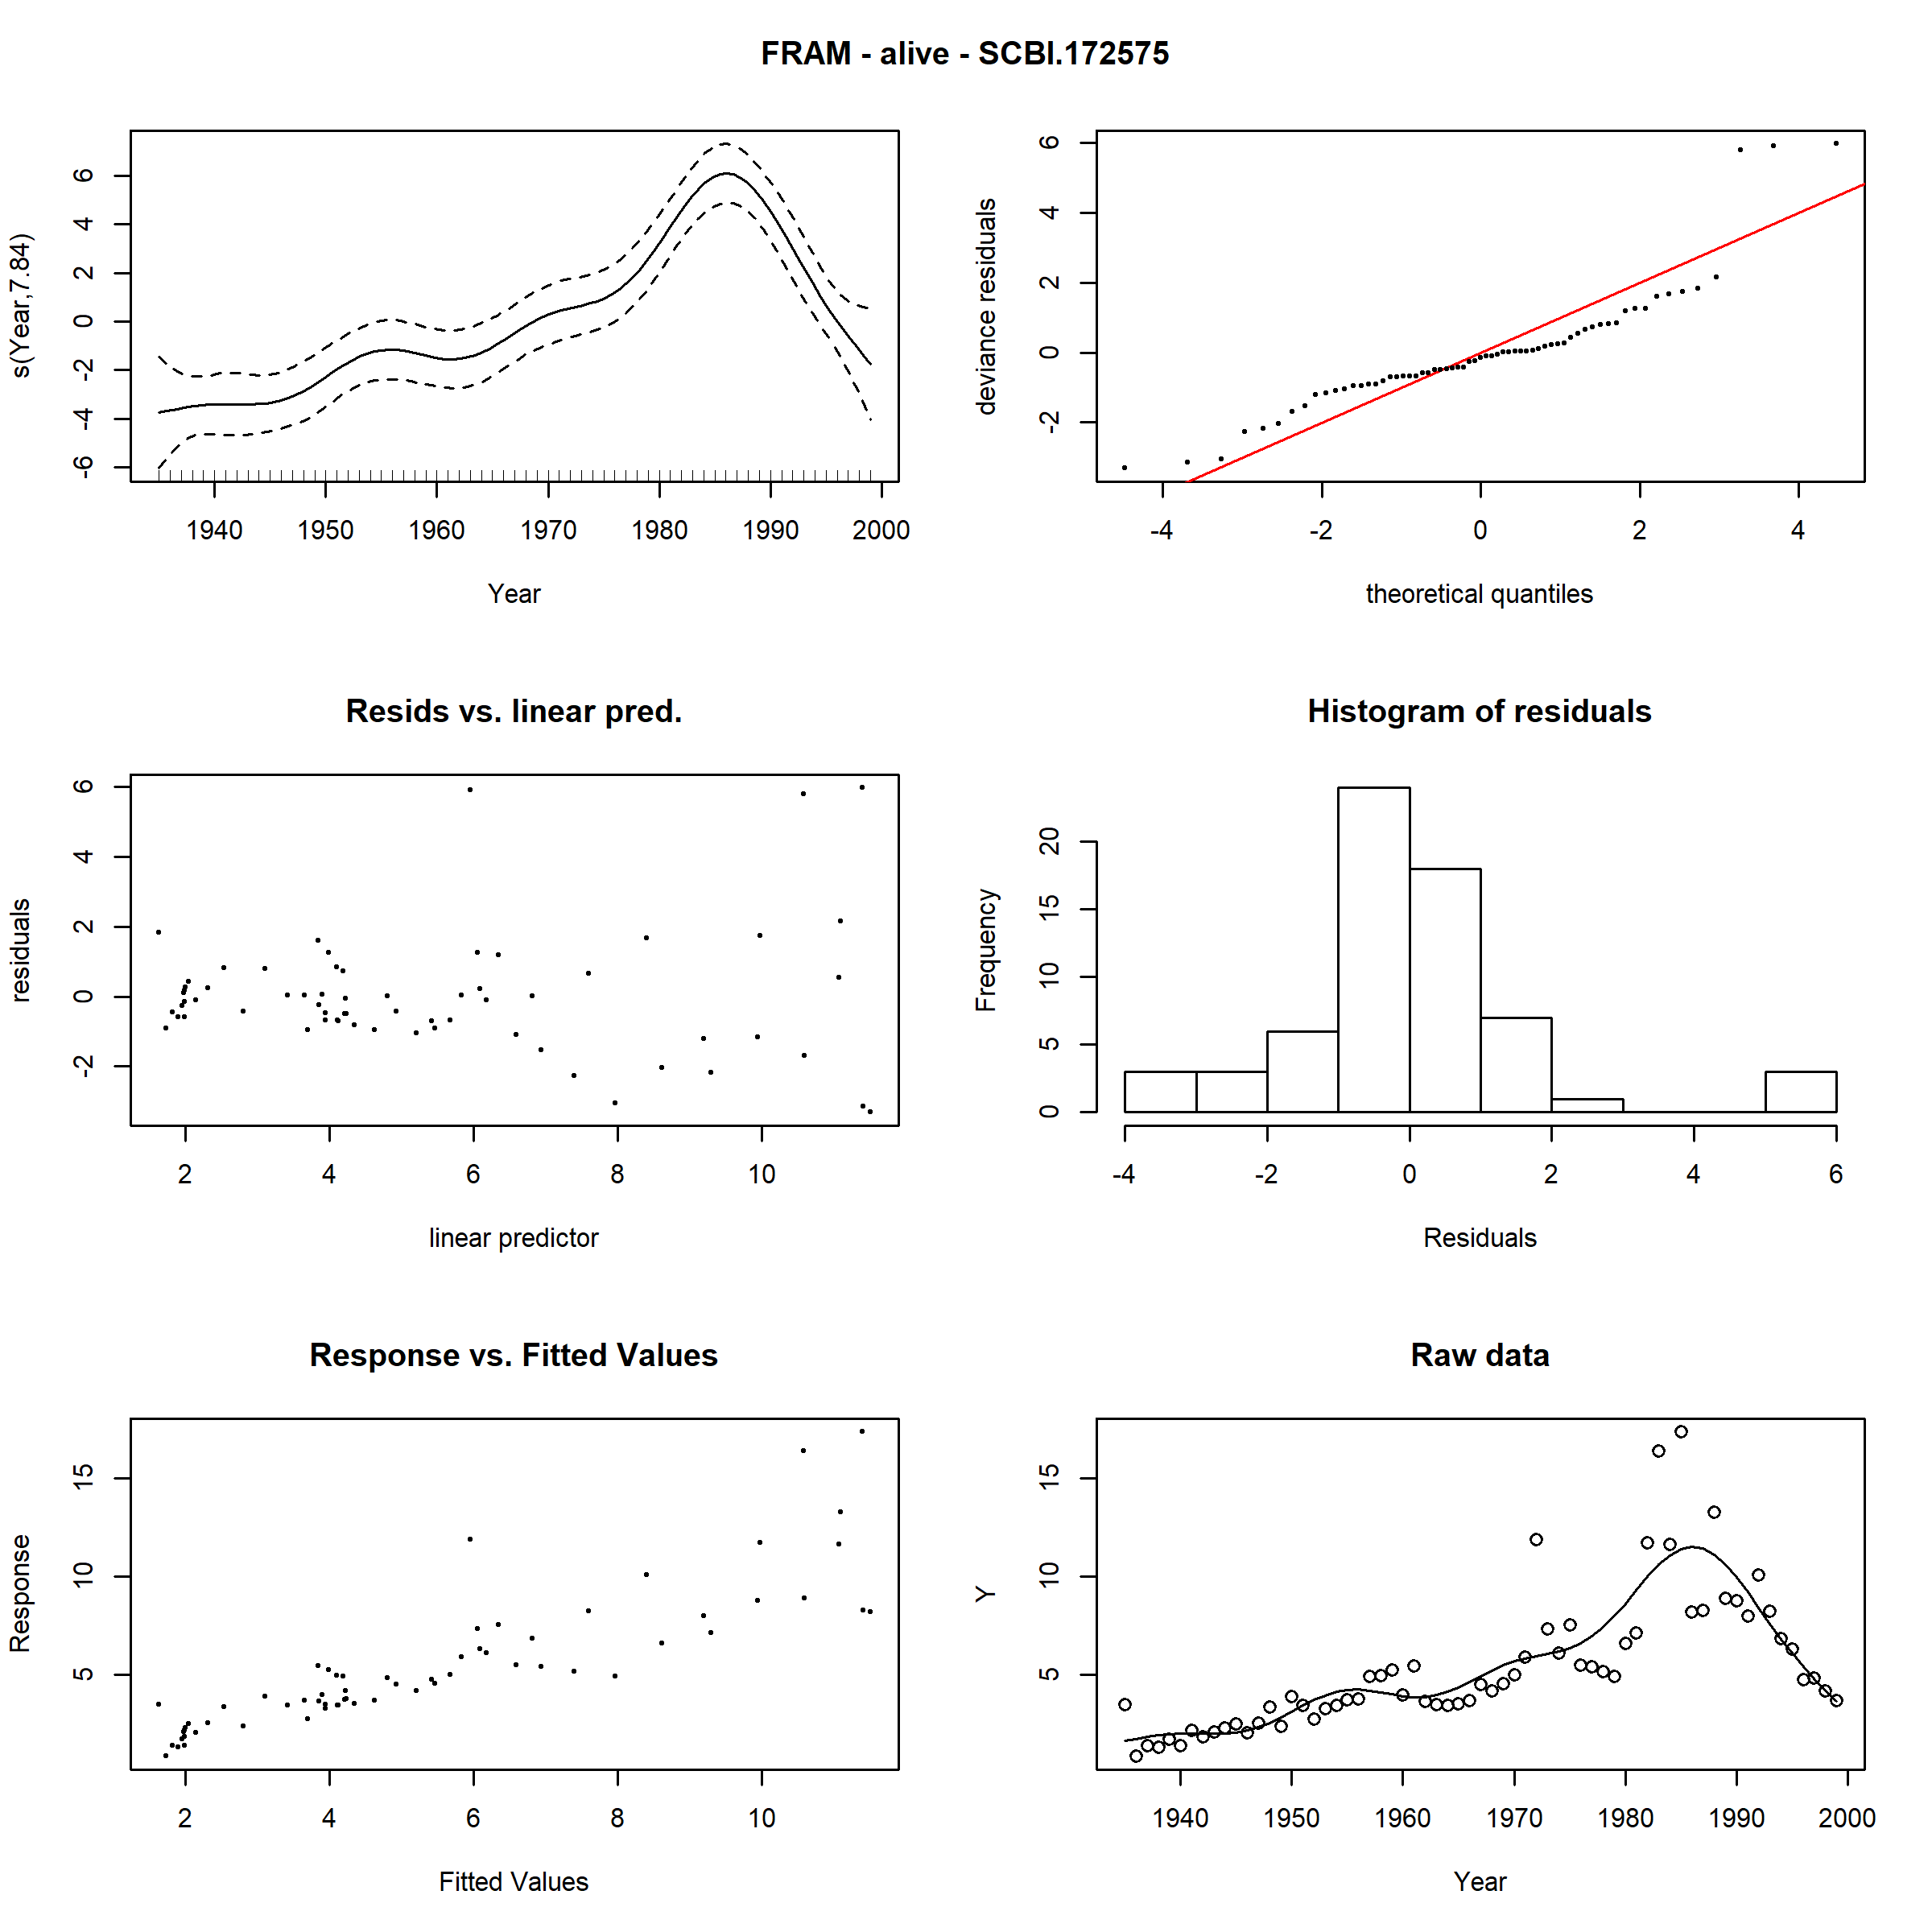 FRAM - alive - SCBI.172575
s(Year,7.84)
-6 -4 -2 0 2 4 6
1940 1950 1960 1970 1980 1990 2000
Year
deviance residuals
-2 0 2 4 6
-4 -2 0 2 4
theoretical quantiles
Resids vs. linear pred.
residuals
-2 0 2 4 6
2 4 6 8 10
linear predictor
Histogram of residuals
Frequency
0 5 10 15 20
-4 -2 0 2 4 6
Residuals
Response vs. Fitted Values
Response
5 10 15
2 4 6 8 10
Fitted Values
Raw data
Y
5 10 15
1940 1950 1960 1970 1980 1990 2000
Year